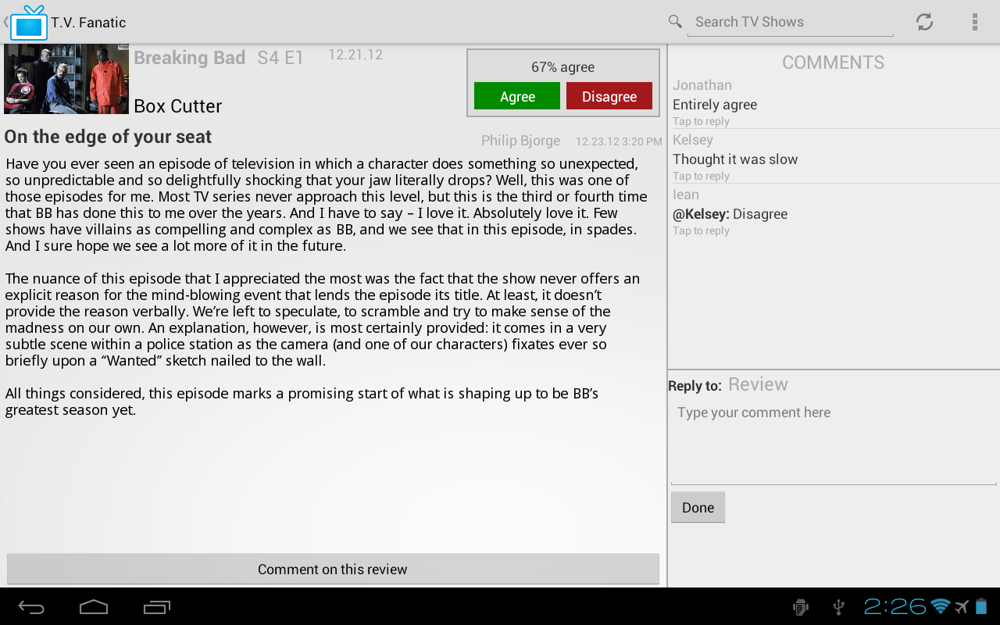 T.V. Fanatic
Search TV Shows
Breaking Bad S4 E1 12.21.12
Box Cutter
67% agree
Agree Disagree
On the edge of your seat
Philip Bjorge 12.23.12 3:20 PM
Have you ever seen an episode of television in which a character does something so unexpected,
so unpredictable and so delightfully shocking that your jaw literally drops? Well, this was one of
those episodes for me. Most TV series never approach this level, but this is the third or fourth time
that BB has done this to me over the years. And I have to say – I love it. Absolutely love it. Few
shows have villains as compelling and complex as BB, and we see that in this episode, in spades.
And I sure hope we see a lot more of it in the future.
The nuance of this episode that I appreciated the most was the fact that the show never offers an
explicit reason for the mind-blowing event that lends the episode its title. At least, it doesn’t
provide the reason verbally. We’re left to speculate, to scramble and try to make sense of the
madness on our own. An explanation, however, is most certainly provided: it comes in a very
subtle scene within a police station as the camera (and one of our characters) fixates ever so
briefly upon a “Wanted” sketch nailed to the wall.
All things considered, this episode marks a promising start of what is shaping up to be BB’s
greatest season yet.
Comment on this review
COMMENTS
Jonathan
Entirely agree
Tap to reply
Kelsey
Thought it was slow
Tap to reply
Iean
@Kelsey: Disagree
Tap to reply
Reply to: Review
Type your comment here
Done
2:26